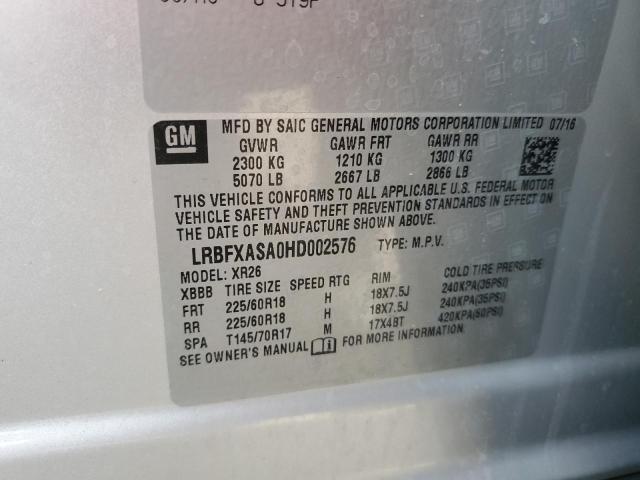 GM
MFD BY SAIC GENERAL MOTORS CORPORATION LIMITED 07/16
GVWR GAWR FRT GAWR RR
2300 KG 1210 KG 1300 KG
5070 LB 2667 LB 2866 LB
THIS VEHICLE CONFORMS TO ALL APPLICABLE U.S. FEDERAL MOTOR
VEHICLE SAFETY AND THEFT PREVENTION STANDARDS IN EFFECT ON
THE DATE OF MANUFACTURE SHOWN ABOVE.
LRBFXASA0HD002576 TYPE: M.P.V.
MODEL: XR26
XBBB TIRE SIZE SPEED RTG RIM COLD TIRE PRESSURE
FRT 225/60R18 H 18X7.5J 240KPA(35PSI)
RR 225/60R18 H 18X7.5J 240KPA(35PSI)
SPA T145/70R17 M 17X4BT 420KPA(60PSI)
SEE OWNER'S MANUAL FOR MORE INFORMATION